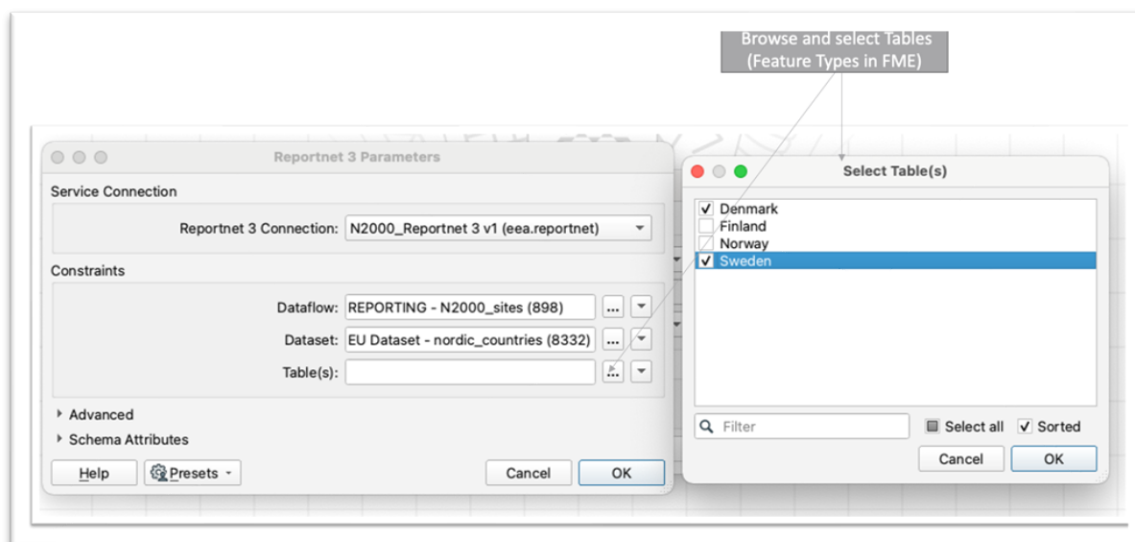 Browse and select Tables
(Feature Types in FME)
Reportnet 3 Parameters
Service Connection
Reportnet 3 Connection: N2000_Reportnet 3 v1 (eea.reportnet)
Constraints
Dataflow: REPORTING - N2000_sites (898) ...
Dataset: EU Dataset - nordic_countries (8332) ...
Table(s): ...
Advanced
Schema Attributes
Help Presets Cancel OK
Select Table(s)
Denmark
Finland
Norway
Sweden
Filter Select all Sorted
Cancel OK